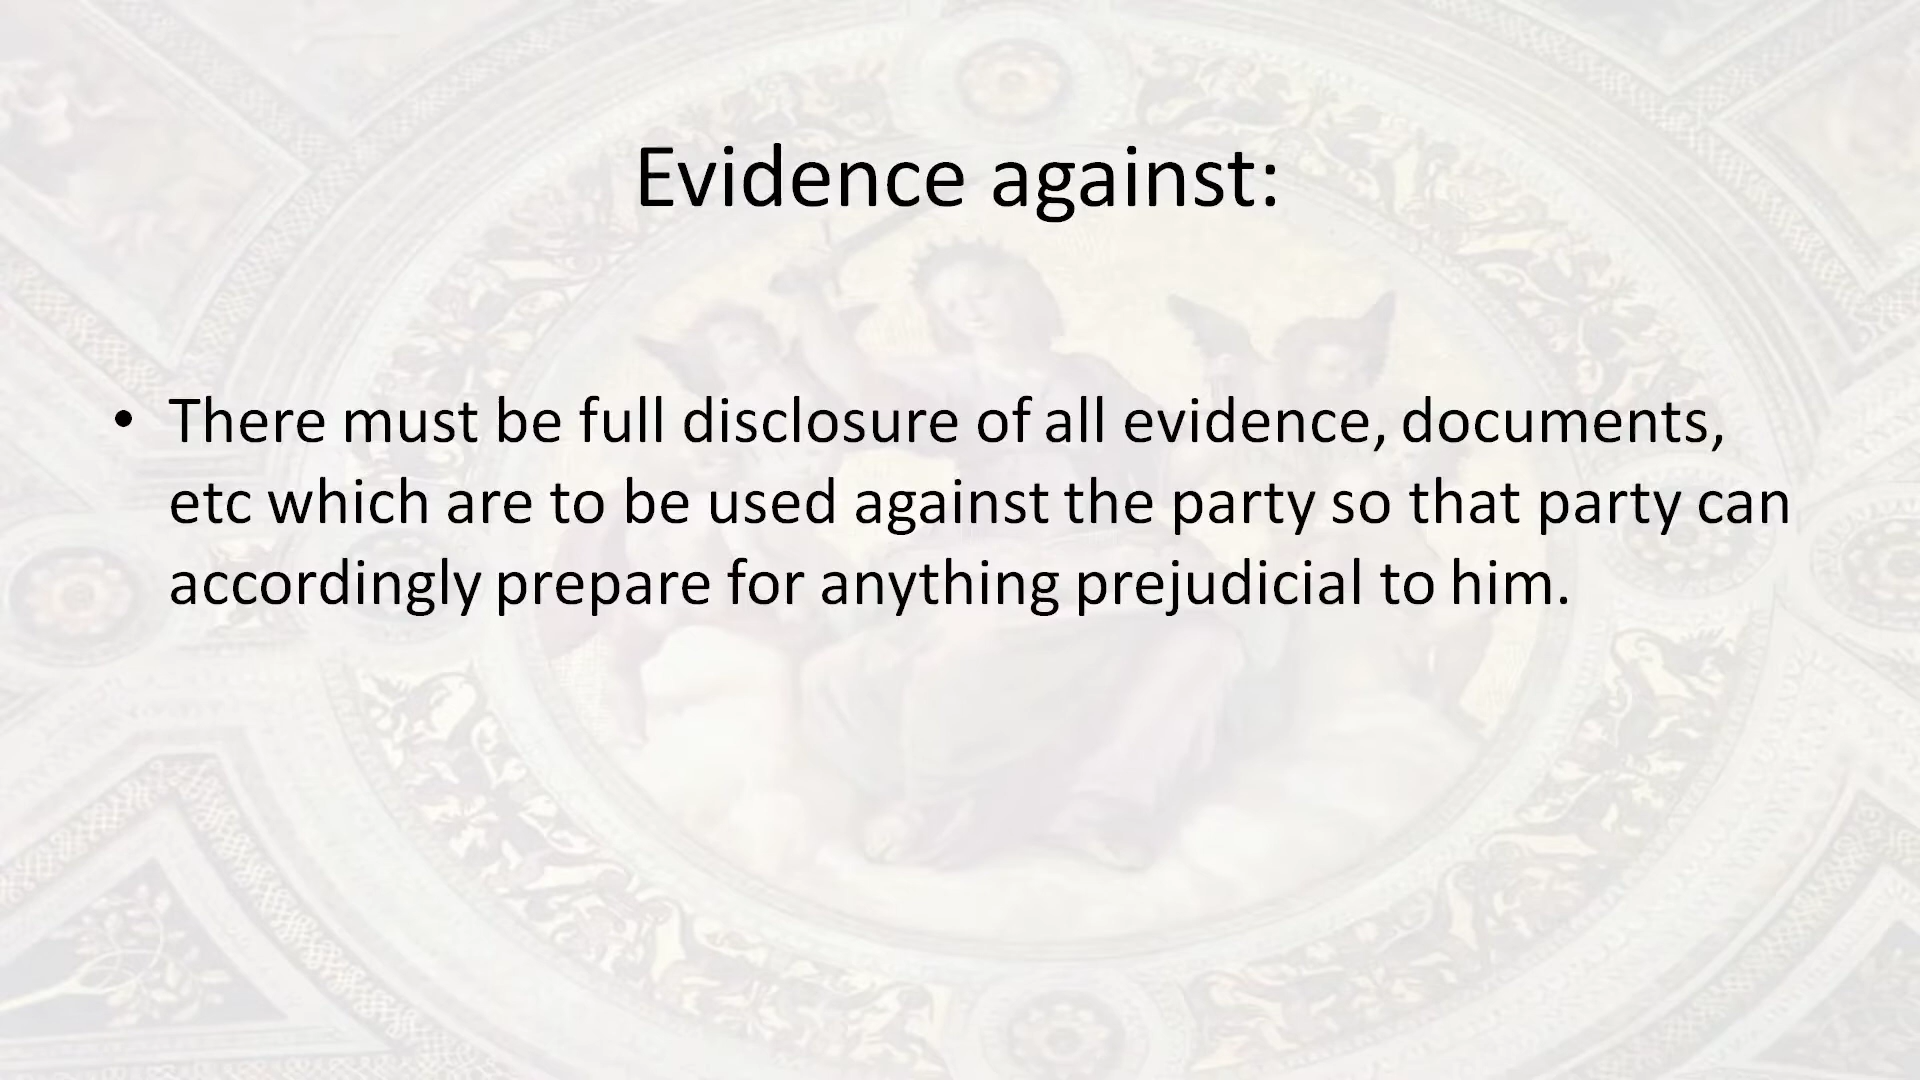 Evidence against:
• There must be full disclosure of all evidence, documents,
etc which are to be used against the party so that party can
accordingly prepare for anything prejudicial to him.